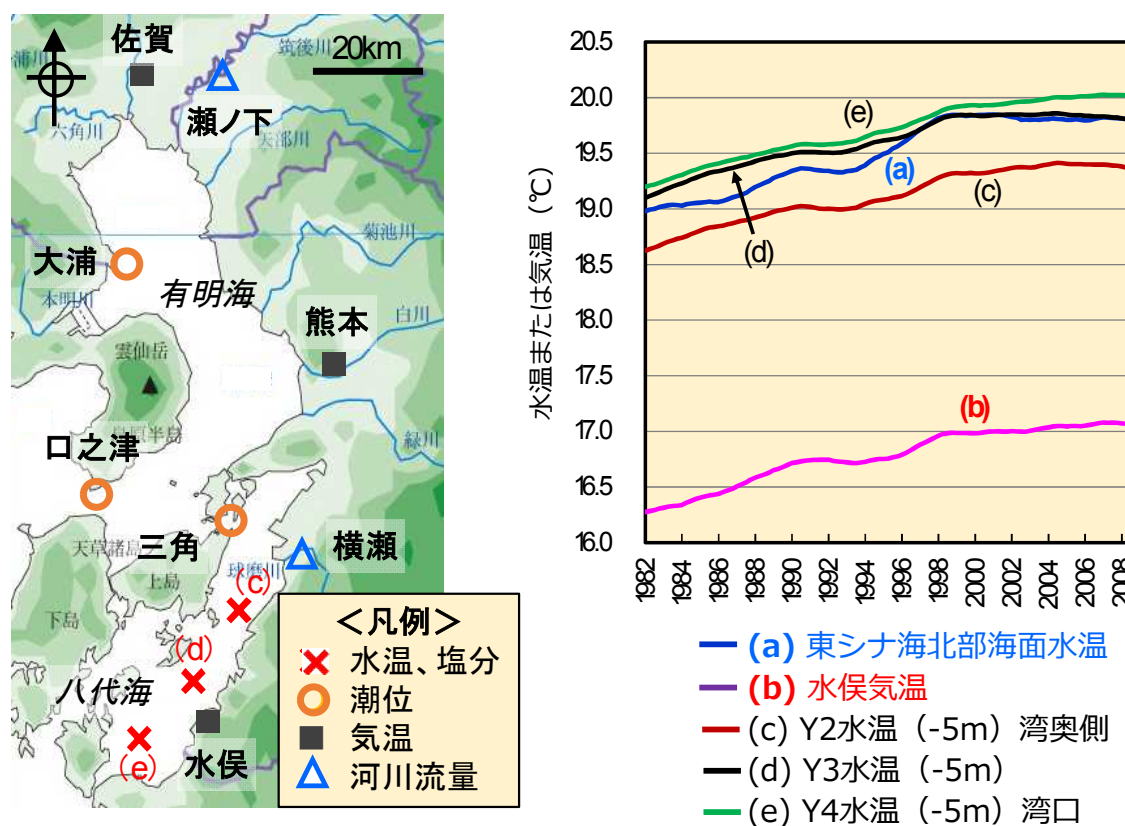 佐賀
20km
筑後川
瀬ノ下
六角川
矢部川
菊池川
大浦
有明海
本明川
白川
熊本
雲仙岳
島原半島
緑川
口之津
天草諸島
三角
横瀬
球磨川
上島
(c)
下島
(d)
八代海
水俣
(e)
<凡例>
水温、塩分
潮位
気温
河川流量
水温または気温（℃）
20.5
20.0
19.5
19.0
18.5
18.0
17.5
17.0
16.5
16.0
(e)
(a)
(c)
(d)
(b)
1982
1984
1986
1988
1990
1992
1994
1996
1998
2000
2002
2004
2006
2008
(a) 東シナ海北部海面水温
(b) 水俣気温
(c) Y2水温（-5m）湾奥側
(d) Y3水温（-5m）
(e) Y4水温（-5m）湾口